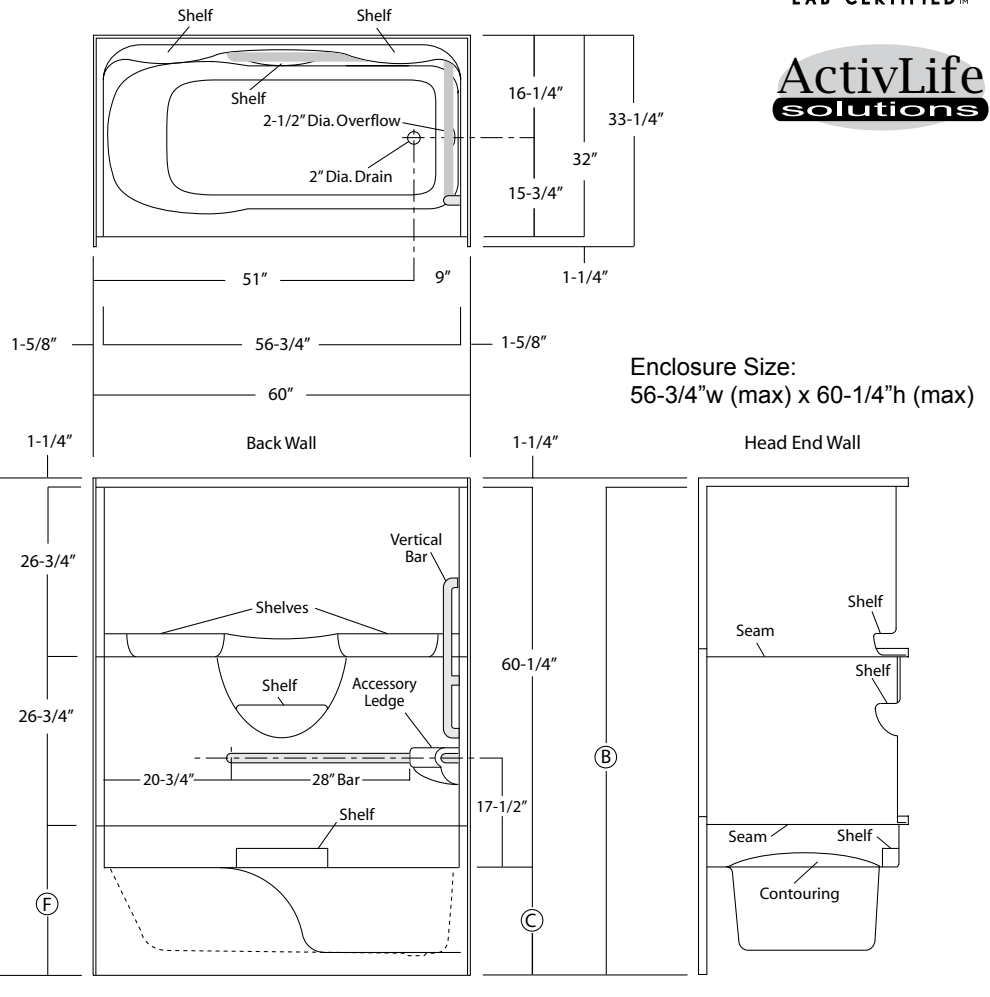 LAB CERTIFIED™
ActivLife
solutions
Shelf
Shelf
Shelf
2-1/2” Dia. Overflow
2” Dia. Drain
16-1/4”
33-1/4”
32”
15-3/4”
51”
9”
1-1/4”
1-5/8”
56-3/4”
1-5/8”
60”
Enclosure Size:
56-3/4”w (max) x 60-1/4”h (max)
1-1/4”
Back Wall
1-1/4”
Head End Wall
26-3/4”
Vertical
Bar
Shelves
Shelf
Seam
60-1/4”
Shelf
Shelf
Accessory
Ledge
26-3/4”
B
20-3/4”
28” Bar
17-1/2”
Shelf
Seam
Shelf
Contouring
F
C